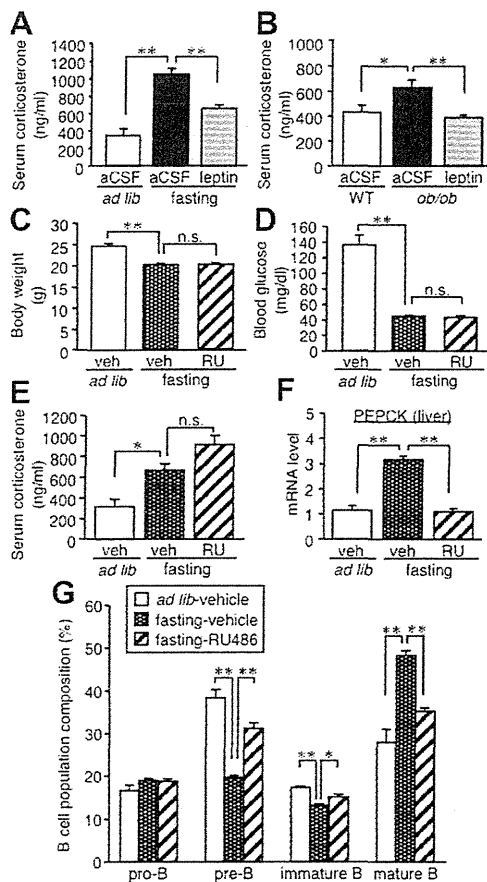 A
Serum corticosterone
(ng/ml)
1400
1200
1000
800
600
400
200
0
** **
aCSF aCSF leptin
ad lib fasting
B
Serum corticosterone
(ng/ml)
1000
800
600
400
200
0
* **
aCSF aCSF leptin
WT ob/ob
C
Body weight
(g)
30
25
20
15
10
5
0
** n.s.
veh veh RU
ad lib fasting
D
Blood glucose
(mg/dl)
160
140
120
100
80
60
40
20
0
** n.s.
veh veh RU
ad lib fasting
E
Serum corticosterone
(ng/ml)
1200
1000
800
600
400
200
0
* n.s.
veh veh RU
ad lib fasting
F
PEPCK (liver)
mRNA level
5
4
3
2
1
0
** **
veh veh RU
ad lib fasting
G
B cell population composition (%)
60
50
40
30
20
10
0
ad lib-vehicle
fasting-vehicle
fasting-RU486
** **
** *
** **
pro-B pre-B immature B mature B